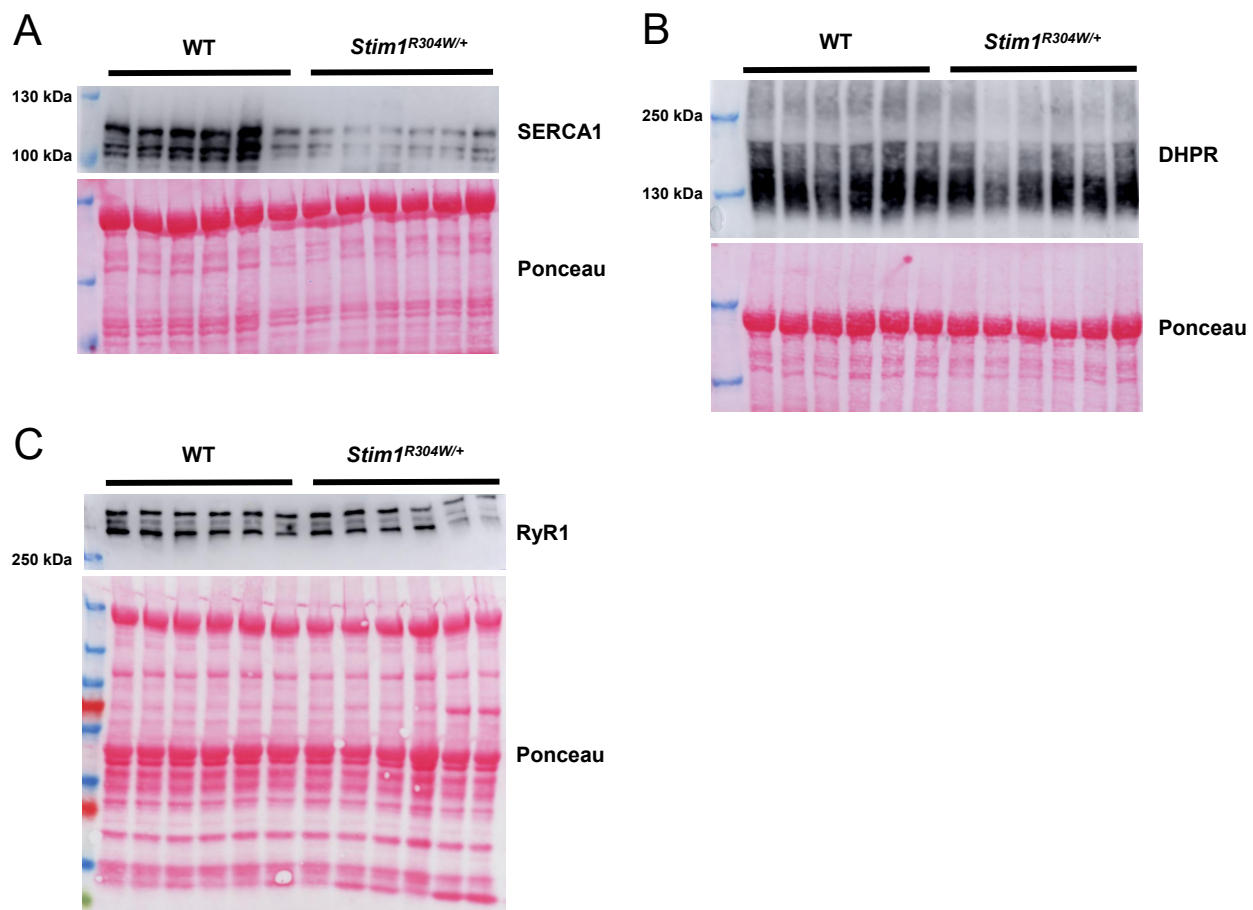 A
WT Stim1R304W/+
130 kDa
SERCA1
100 kDa
Ponceau
B
WT Stim1R304W/+
250 kDa
DHPR
130 kDa
Ponceau
C
WT Stim1R304W/+
RyR1
250 kDa
Ponceau